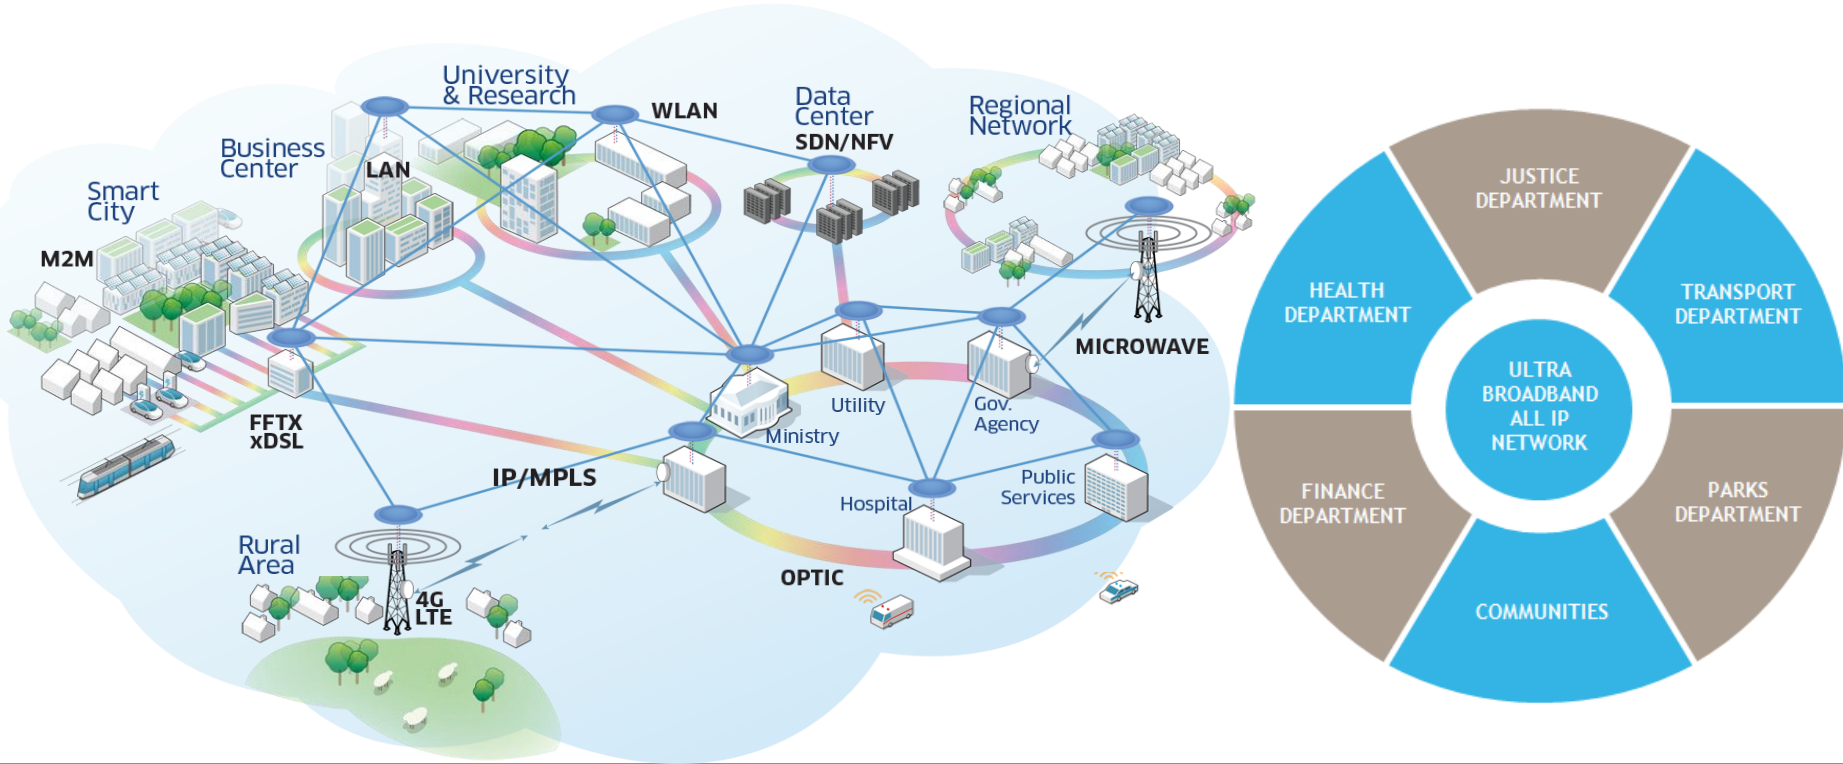 University
& Research
WLAN
Data
Center
SDN/NFV
Regional
Network
Business
Center
LAN
Smart
City
M2M
MICROWAVE
Utility
Gov.
Agency
Ministry
FFTX
xDSL
IP/MPLS
Hospital
Public
Services
Rural
Area
OPTIC
4G
LTE
JUSTICE
DEPARTMENT
HEALTH
DEPARTMENT
TRANSPORT
DEPARTMENT
ULTRA
BROADBAND
ALL IP
NETWORK
FINANCE
DEPARTMENT
PARKS
DEPARTMENT
COMMUNITIES